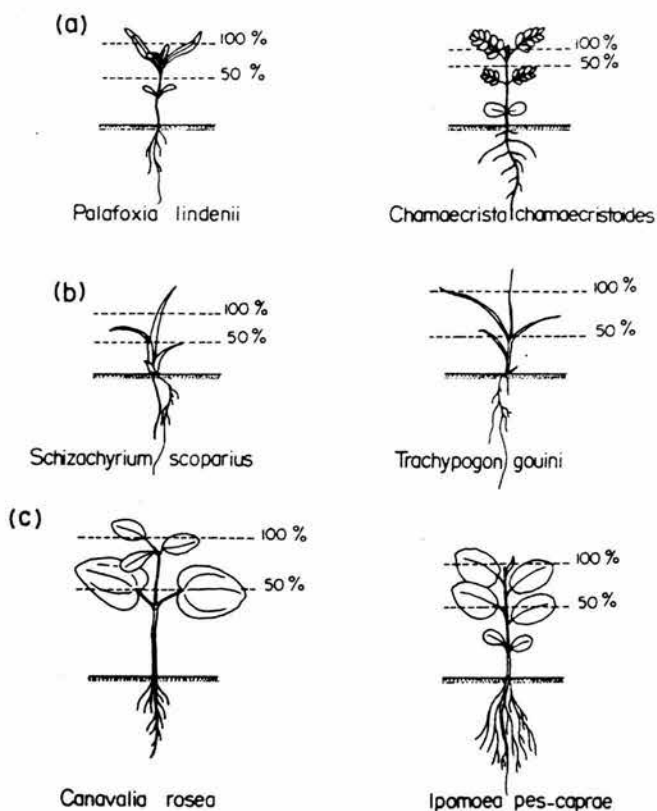 (a)
100 %
50 %
100 %
50 %
Palafoxia lindenii
Chamaecrista chamaecristoides
(b)
100 %
50 %
100 %
50 %
Schizachyrium scoparius
Trachypogon gouini
(c)
100 %
50 %
100 %
50 %
Canavalia rosea
Ipomoea pes-caprae